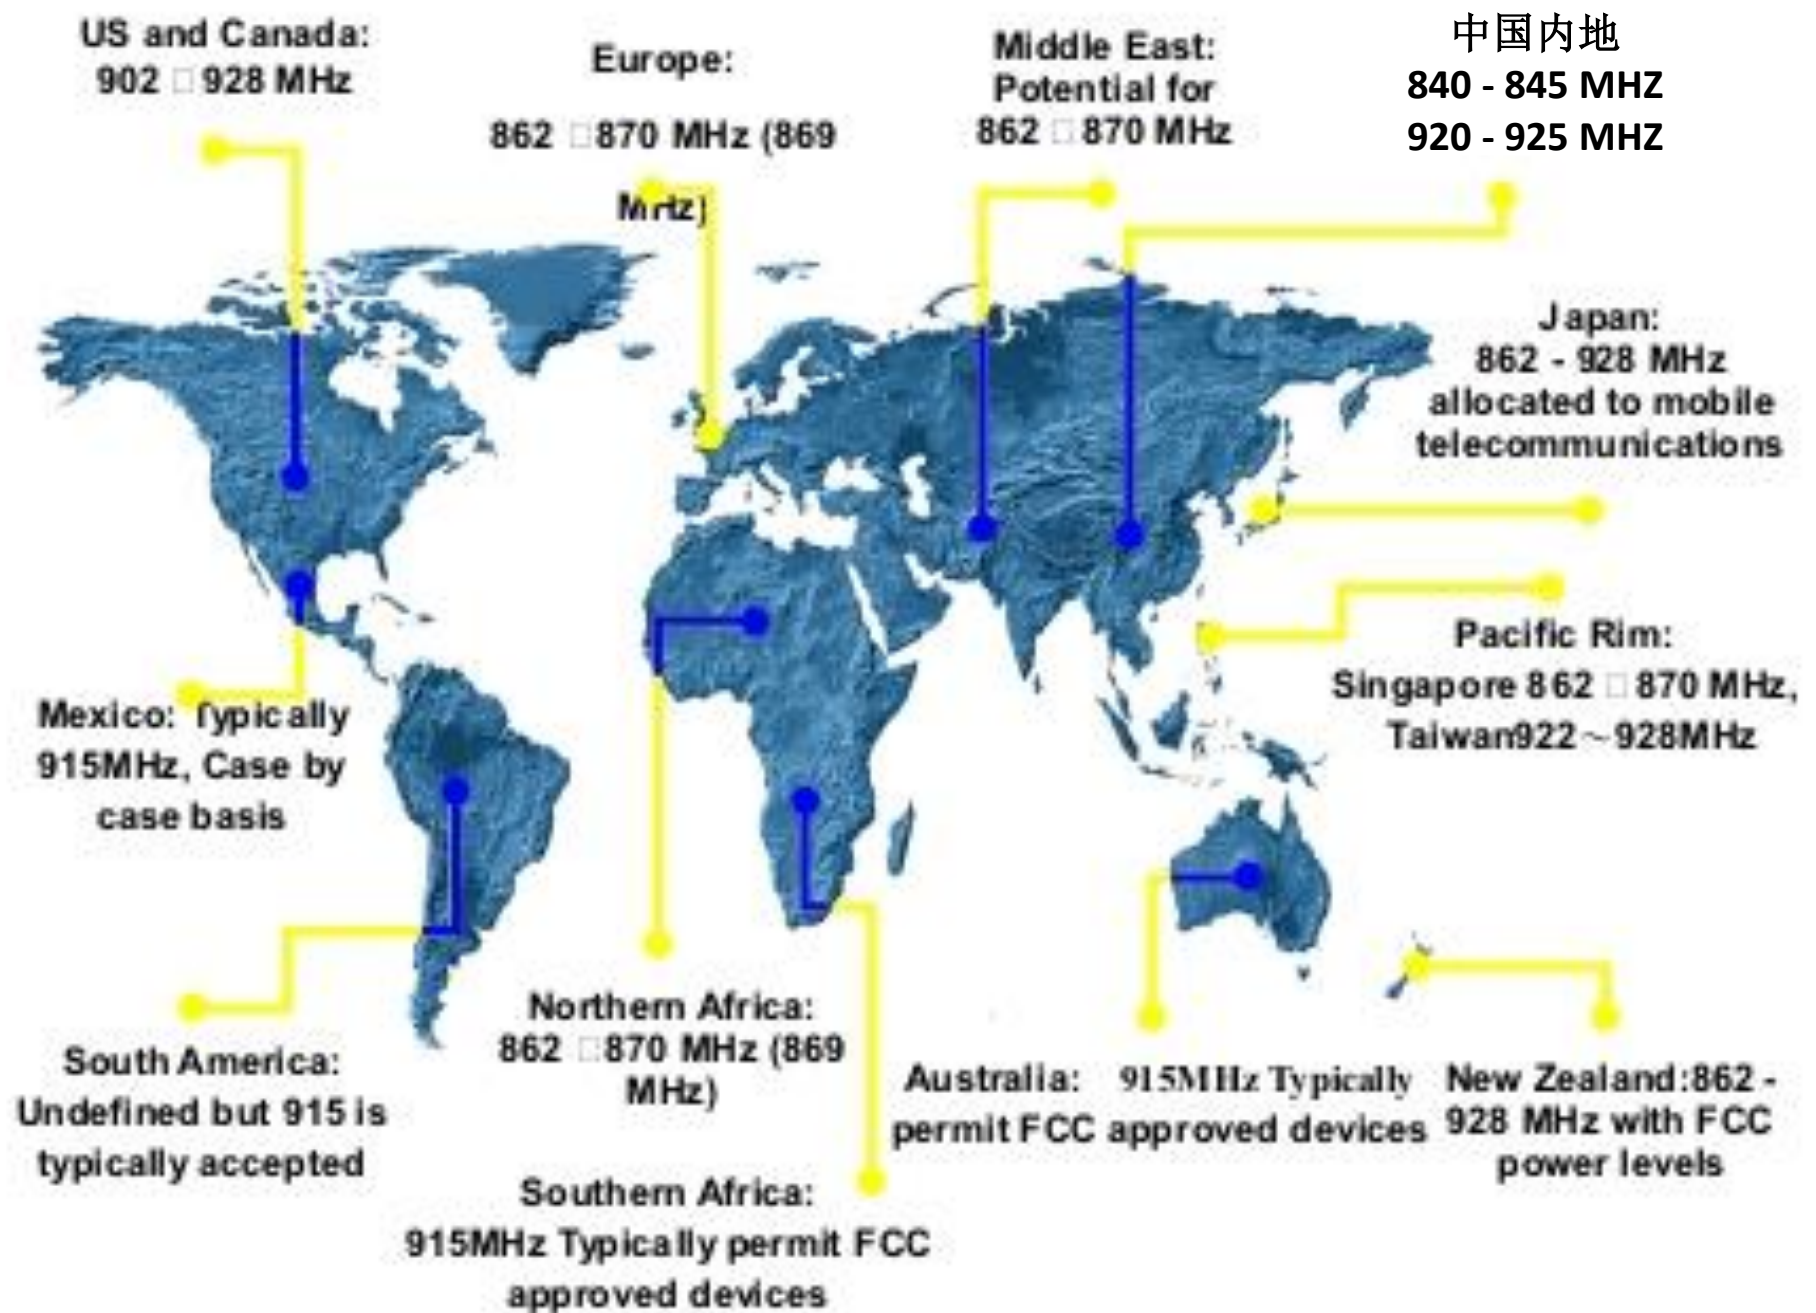 US and Canada:
902 □ 928 MHz
Europe:
862 □870 MHz (869
MHz)
Middle East:
Potential for
862 □870 MHz
中国内地
840 - 845 MHZ
920 - 925 MHZ
Japan:
862 - 928 MHz
allocated to mobile
telecommunications
Pacific Rim:
Singapore 862 □870 MHz,
Taiwan922～928MHz
Mexico: Typically
915MHz, Case by
case basis
South America:
Undefined but 915 is
typically accepted
Northern Africa:
862 □870 MHz (869
MHz)
Southern Africa:
915MHz Typically permit FCC
approved devices
Australia: 915MHz Typically
permit FCC approved devices
New Zealand:862 -
928 MHz with FCC
power levels